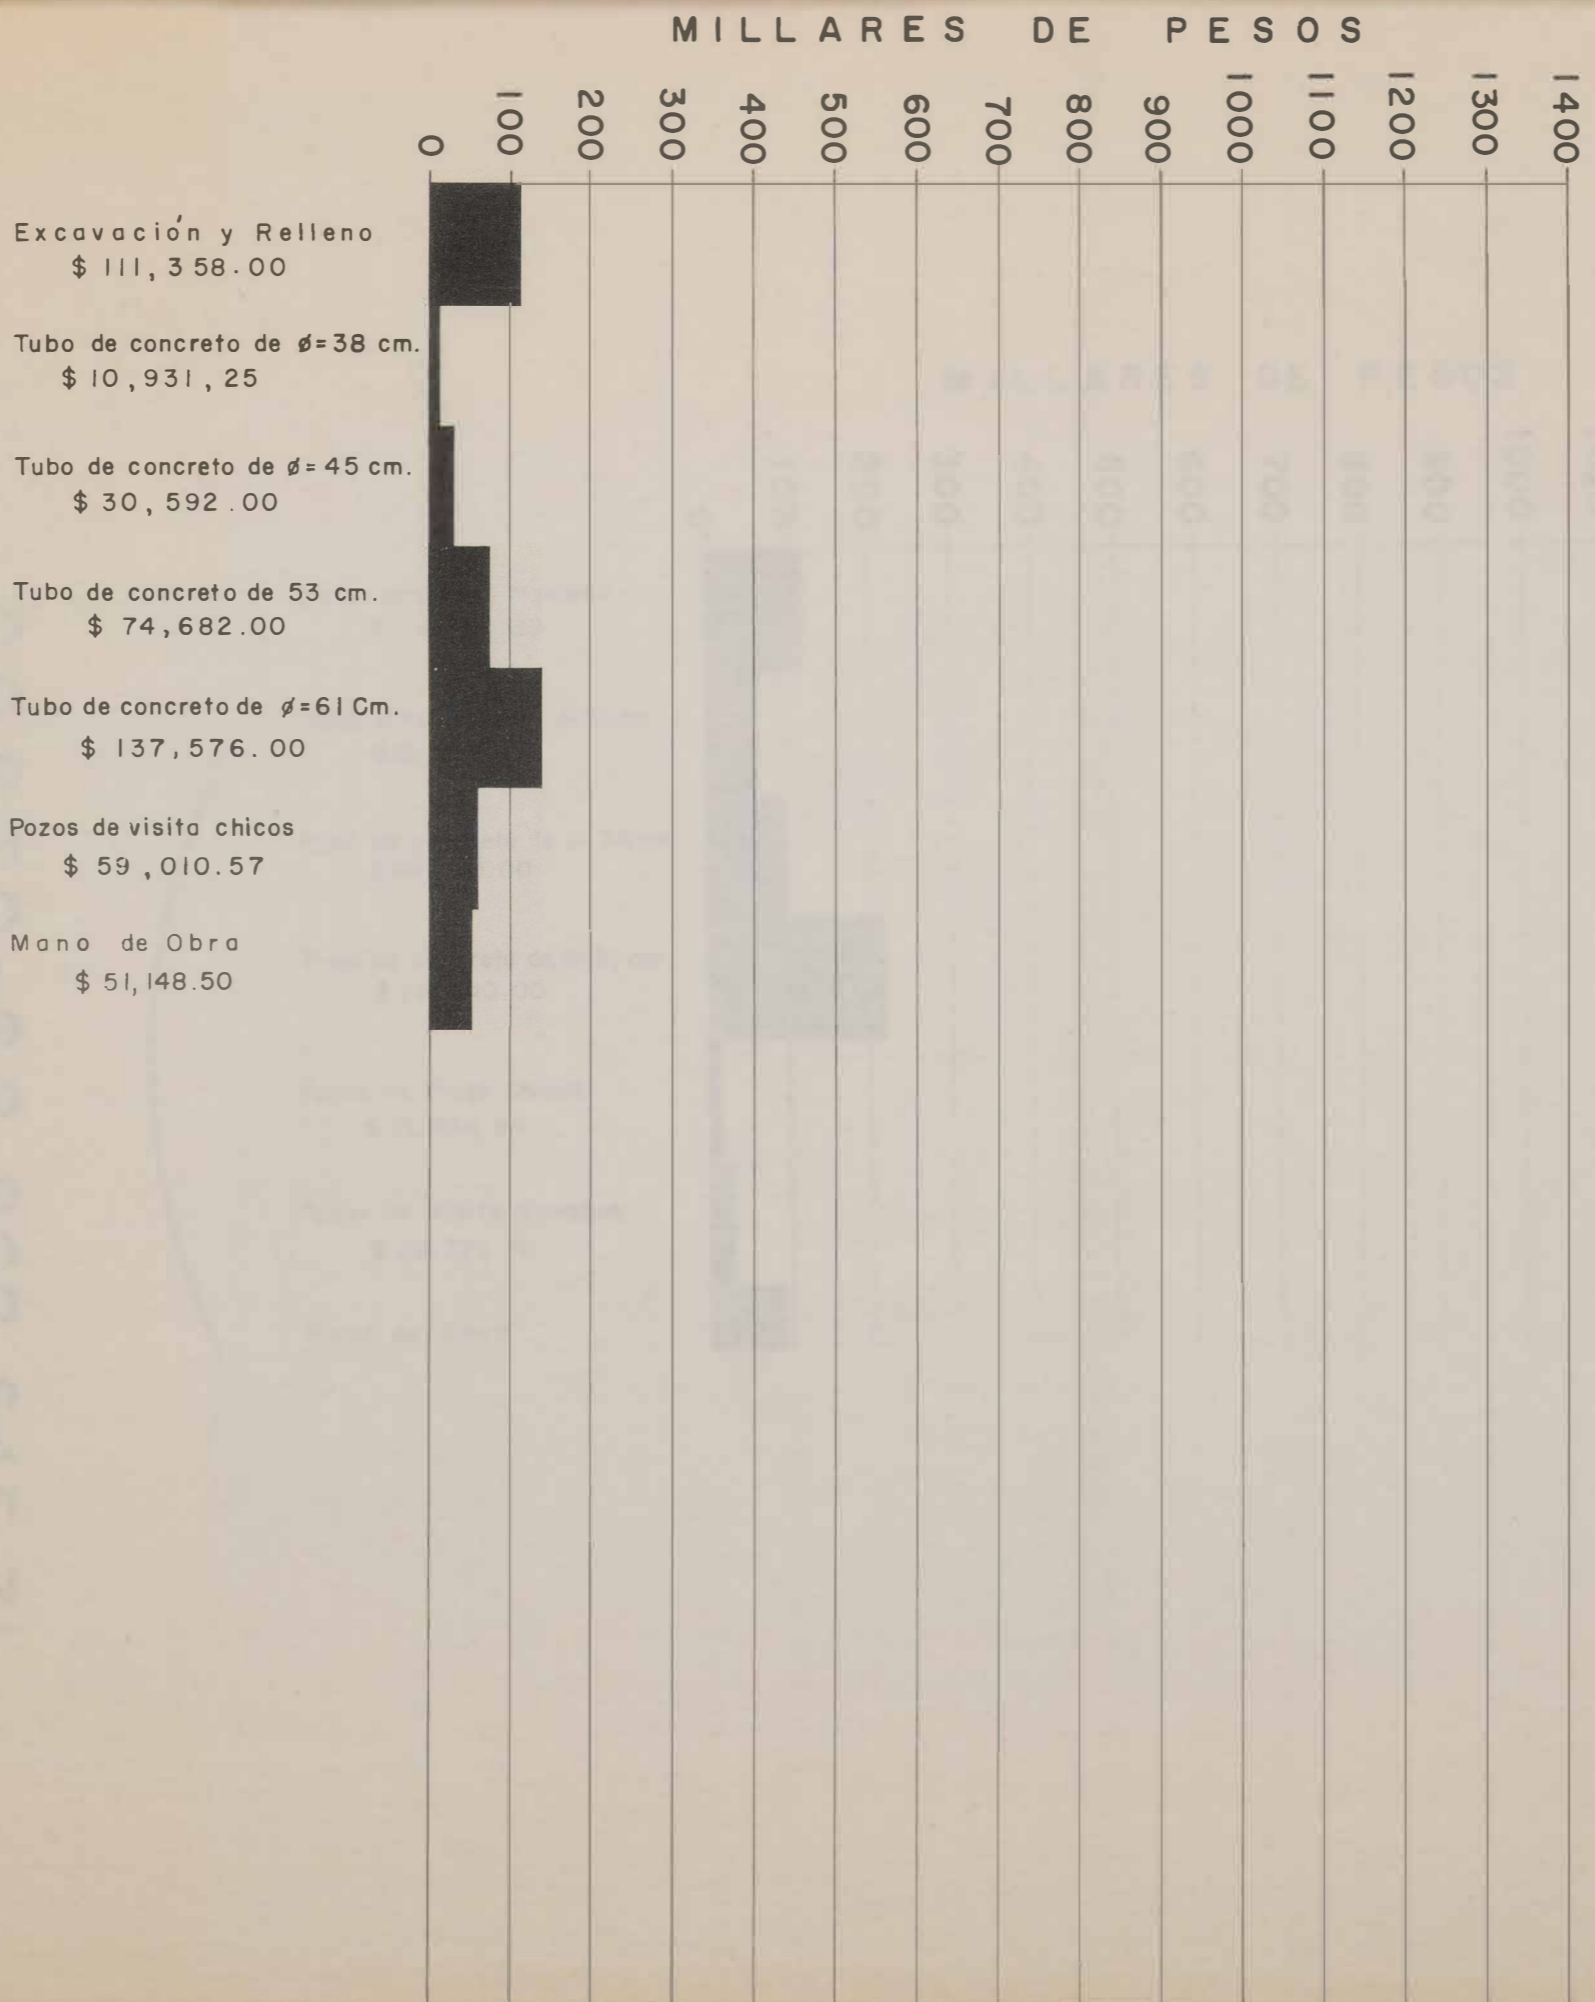 MILLARES DE PESOS
0 100 200 300 400 500 600 700 800 900 1000 1100 1200 1300 1400
Excavación y Relleno
$ 111,358.00
Tubo de concreto de ø=38 cm.
$ 10,931,25
Tubo de concreto de ø=45 cm.
$ 30,592.00
Tubo de concreto de 53 cm.
$ 74,682.00
Tubo de concreto de ø=61 Cm.
$ 137,576.00
Pozos de visita chicos
$ 59,010.57
Mano de Obra
$ 51,148.50